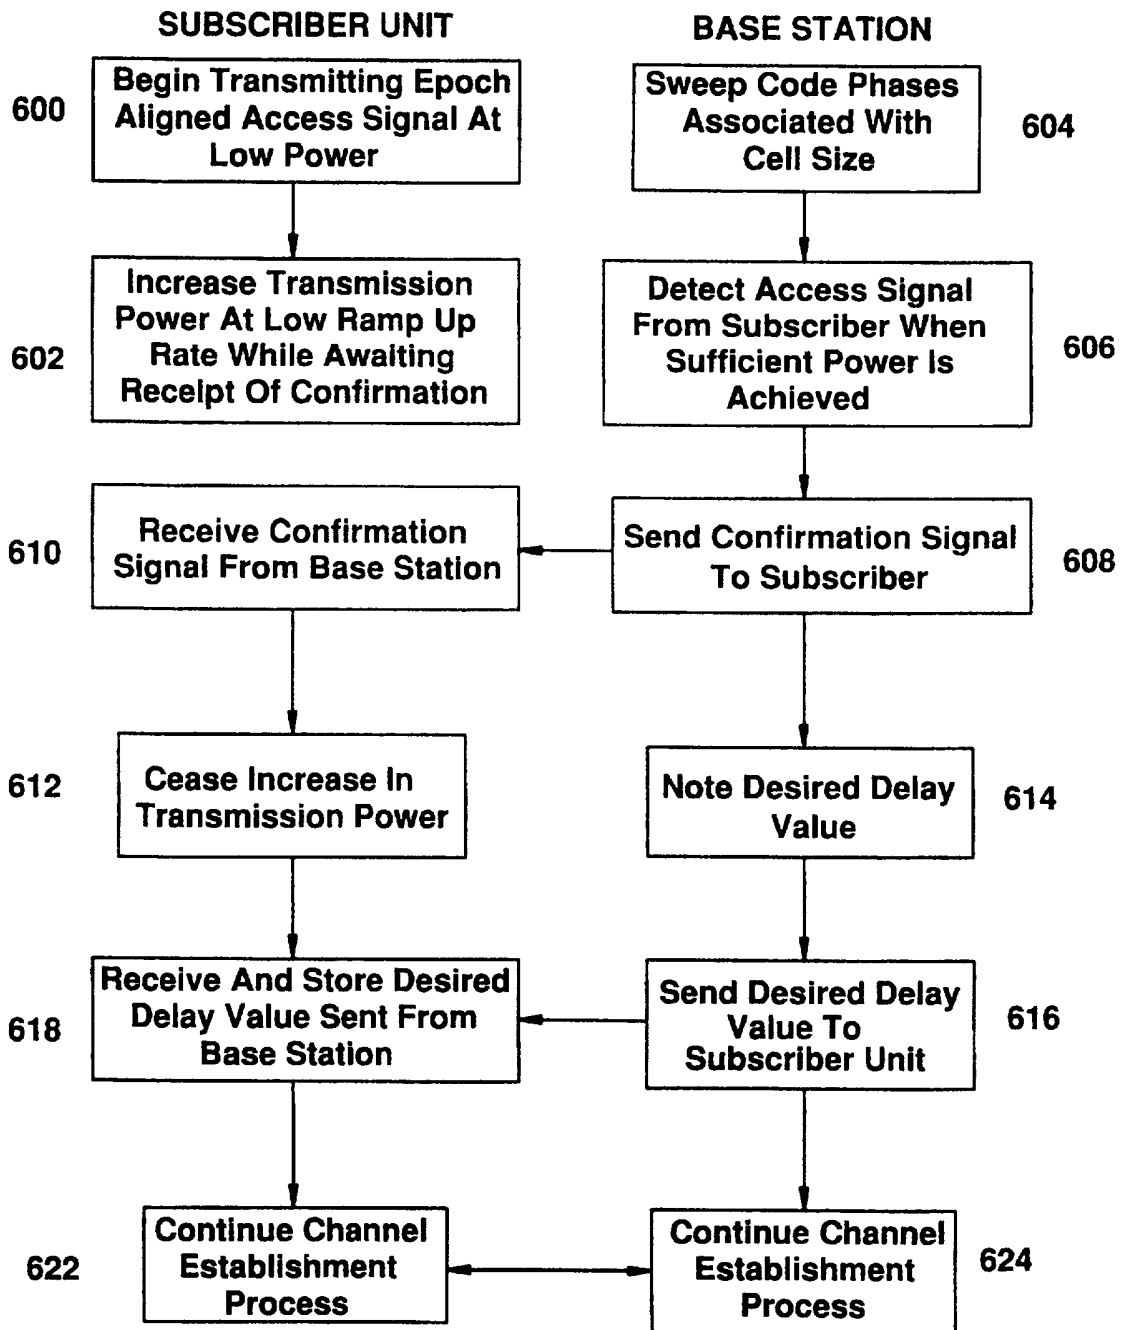 SUBSCRIBER UNIT
BASE STATION
600
Begin Transmitting Epoch
Aligned Access Signal At
Low Power
Sweep Code Phases
Associated With
Cell Size
604
602
Increase Transmission
Power At Low Ramp Up
Rate While Awaiting
Receipt Of Confirmation
Detect Access Signal
From Subscriber When
Sufficient Power Is
Achieved
606
610
Receive Confirmation
Signal From Base Station
Send Confirmation Signal
To Subscriber
608
612
Cease Increase In
Transmission Power
Note Desired Delay
Value
614
618
Receive And Store Desired
Delay Value Sent From
Base Station
Send Desired Delay
Value To
Subscriber Unit
616
622
Continue Channel
Establishment
Process
Continue Channel
Establishment
Process
624